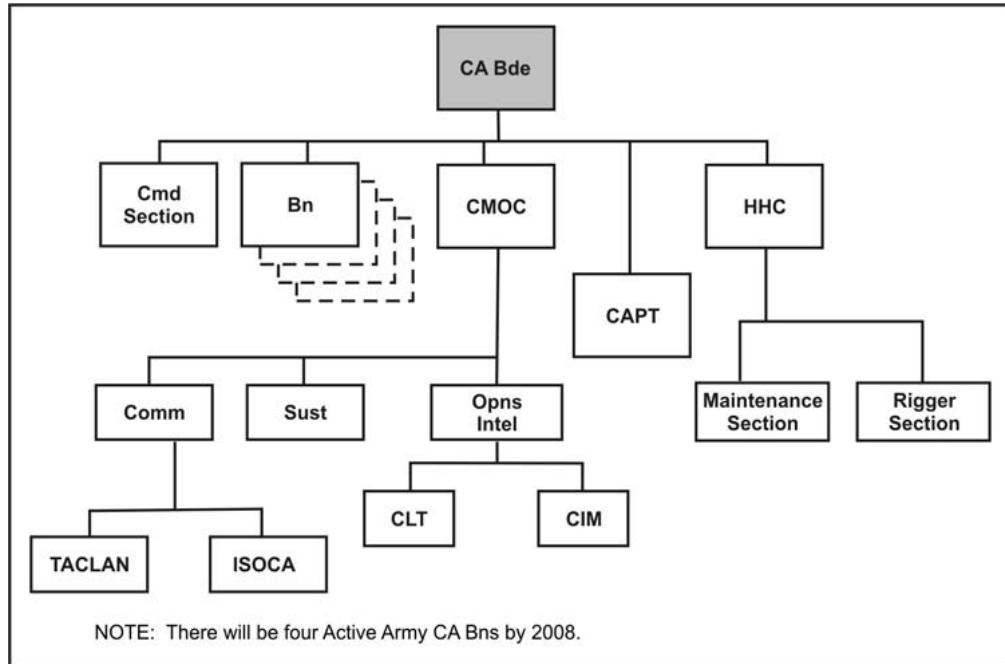 CA Bde
Cmd
Section
Bn
CMOC
CAPT
HHC
Comm
Sust
Opns
Intel
Maintenance
Section
Rigger
Section
TACLAN
ISOCA
CLT
CIM
NOTE: There will be four Active Army CA Bns by 2008.